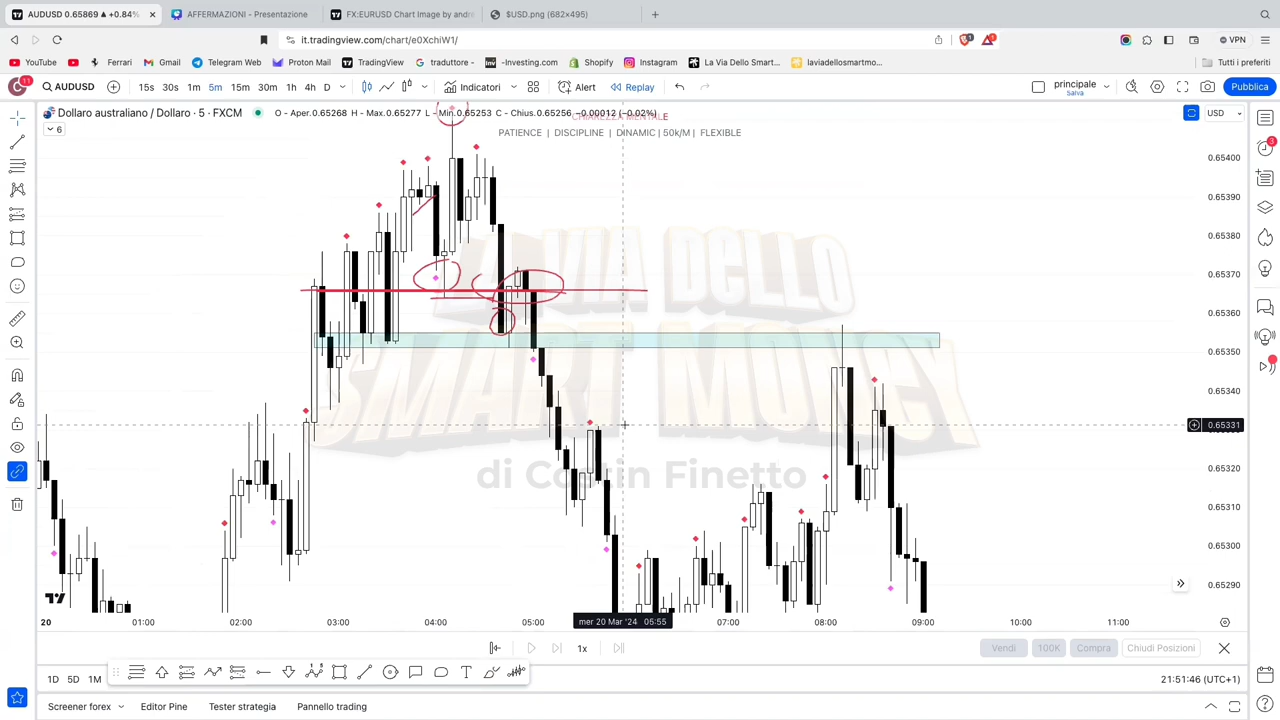 AUDUSD 0.65869 ▲ +0.84%
AFFERMAZIONI - Presentazione
FX:EURUSD Chart Image by andre
$USD.png (682×495)
it.tradingview.com/chart/e0XchiW1/
VPN
YouTube
Ferrari
Gmail
Telegram Web
Proton Mail
TradingView
traduttore -
-Investing.com
Shopify
Instagram
La Via Dello Smart...
laviadellosmartmo...
Tutti i preferiti
11
AUDUSD
15s 30s 1m 5m 15m 30m 1h 4h D
Indicatori
Alert
Replay
principale
Salva
Pubblica
Dollaro australiano / Dollaro · 5 · FXCM
O - Aper.0.65268 H - Max.0.65277 L - Min.0.65253 C - Chius.0.65256 −0.00012 (−0.02%)
USD
6
PATIENCE | DISCIPLINE | DINAMIC | 50k/M | FLEXIBLE
0.65400
0.65390
0.65380
0.65370
0.65360
0.65350
0.65340
0.65331
0.65320
0.65310
0.65300
0.65290
LA VIA DELLO
SMART MONEY
di Costin Finetto
20
01:00
02:00
03:00
04:00
05:00
mer 20 Mar '24 05:55
07:00
08:00
09:00
10:00
11:00
1x
Vendi
100K
Compra
Chiudi Posizioni
1D 5D 1M
21:51:46 (UTC+1)
Screener forex
Editor Pine
Tester strategia
Pannello trading